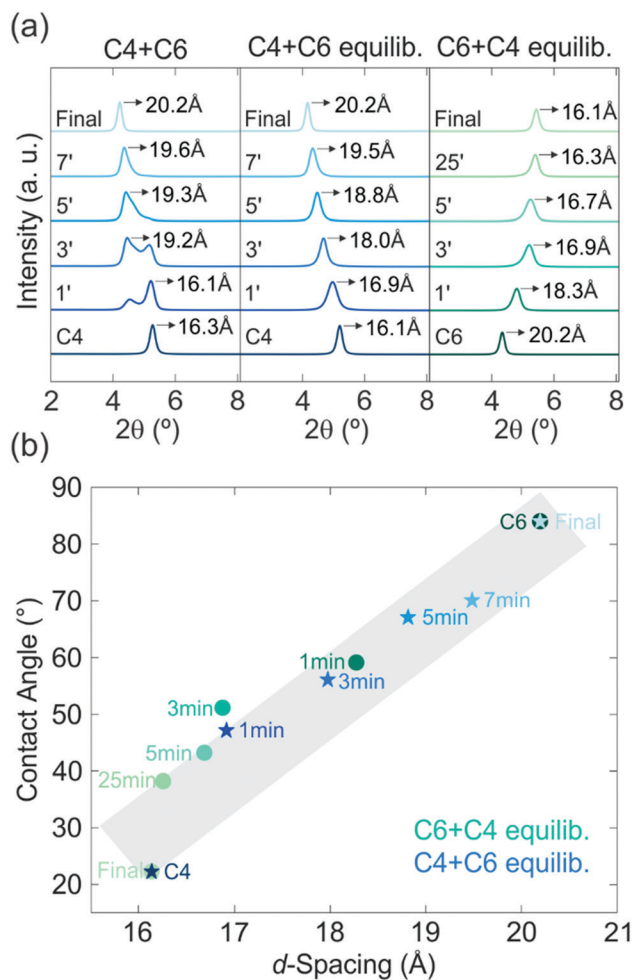 (a)
C4+C6
C4+C6 equilib.
C6+C4 equilib.
Intensity (a. u.)
Final
20.2Å
7'
19.6Å
5'
19.3Å
3'
19.2Å
1'
16.1Å
C4
16.3Å
2 4 6 8
2θ (º)
Final
20.2Å
7'
19.5Å
5'
18.8Å
3'
18.0Å
1'
16.9Å
C4
16.1Å
4 6 8
2θ (º)
Final
16.1Å
25'
16.3Å
5'
16.7Å
3'
16.9Å
1'
18.3Å
C6
20.2Å
4 6 8
2θ (º)
(b)
Contact Angle (°)
90
80
70
60
50
40
30
20
C6 Final
7min
5min
1min
3min
3min
1min
5min
25min
Final C4
C6+C4 equilib.
C4+C6 equilib.
16 17 18 19 20 21
d-Spacing (Å)